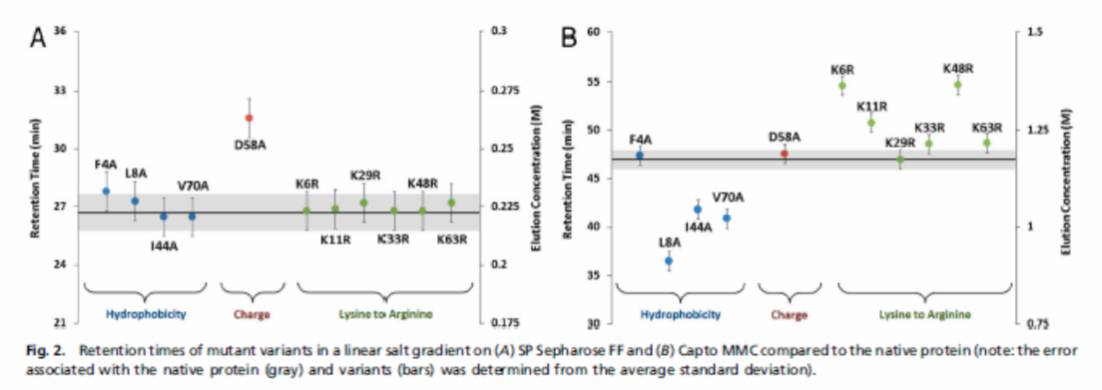 A
Retention Time (min)
36
33
30
27
24
21
F4A
L8A
V70A
I44A
D58A
K6R
K29R
K48R
K11R
K33R
K63R
Hydrophobicity
Charge
Lysine to Arginine
0.3
0.275
0.25
0.225
0.2
0.175
Elution Concentration (M)
B
Retention Time (min)
60
55
50
45
40
35
30
F4A
L8A
I44A
V70A
D58A
K6R
K11R
K29R
K33R
K48R
K63R
Hydrophobicity
Charge
Lysine to Arginine
1.5
1.25
1
0.75
Elution Concentration (M)
Fig. 2. Retention times of mutant variants in a linear salt gradient on (A) SP Sepharose FF and (B) Capto MMC compared to the native protein (note: the error
associated with the native protein (gray) and variants (bars) was determined from the average standard deviation).